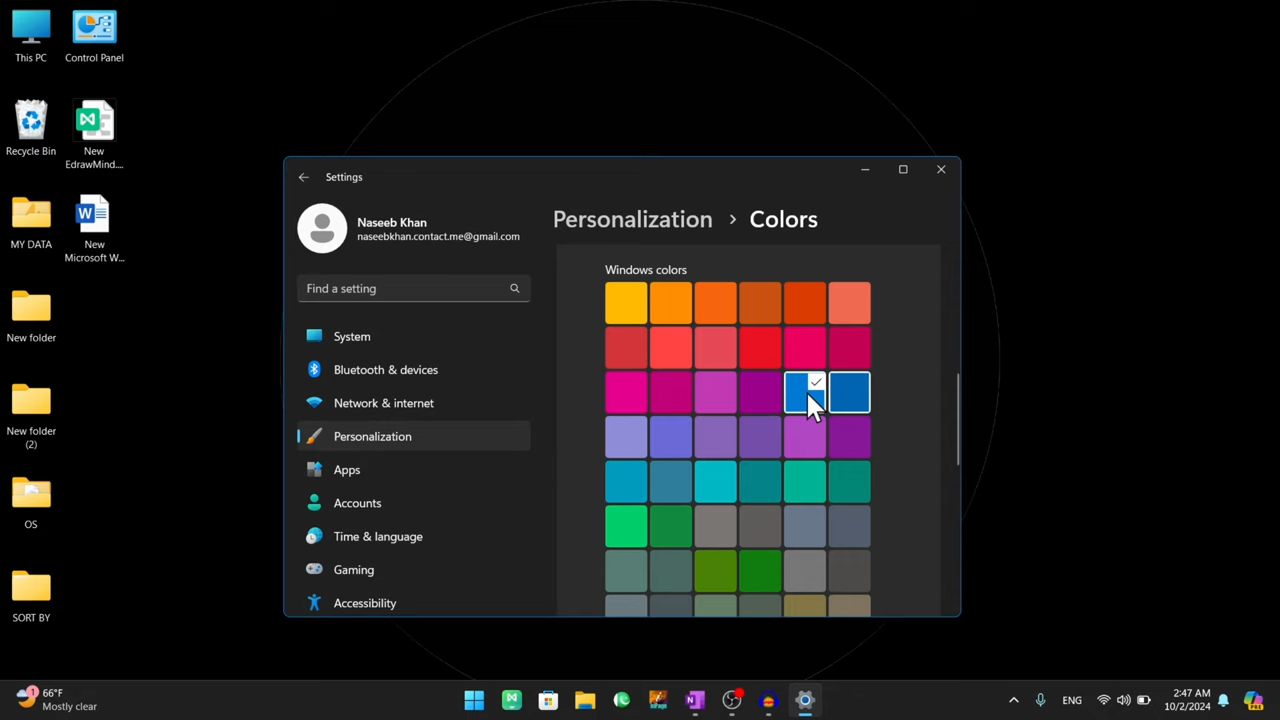 This PC
Control Panel
Recycle Bin
New
EdrawMind....
MY DATA
New
Microsoft W...
New folder
New folder
(2)
OS
SORT BY
Settings
Naseeb Khan
naseebkhan.contact.me@gmail.com
Find a setting
System
Bluetooth & devices
Network & internet
Personalization
Apps
Accounts
Time & language
Gaming
Accessibility
Personalization > Colors
Windows colors
1
66°F
Mostly clear
ENG
2:47 AM
10/2/2024
PRE